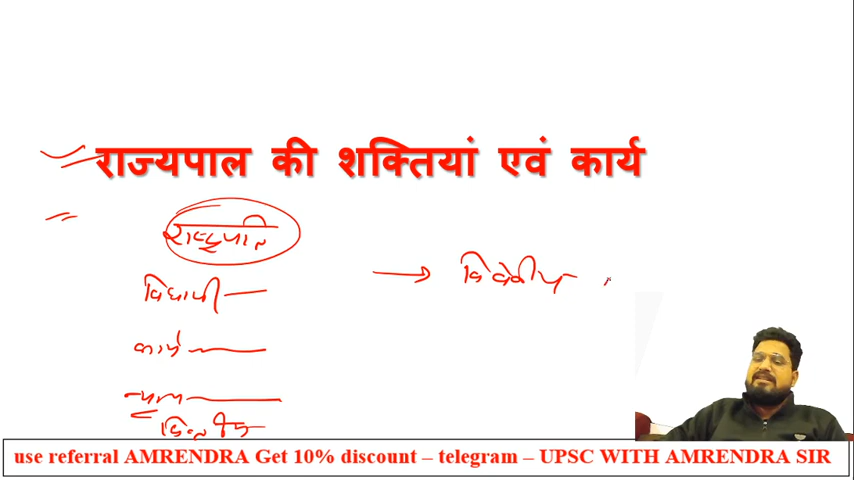 राज्यपाल की शक्तियां एवं कार्य
राष्ट्रपति
विधायी
कार्य
न्याय
वित्तीय
→ विवेकीय
use referral AMRENDRA Get 10% discount – telegram – UPSC WITH AMRENDRA SIR